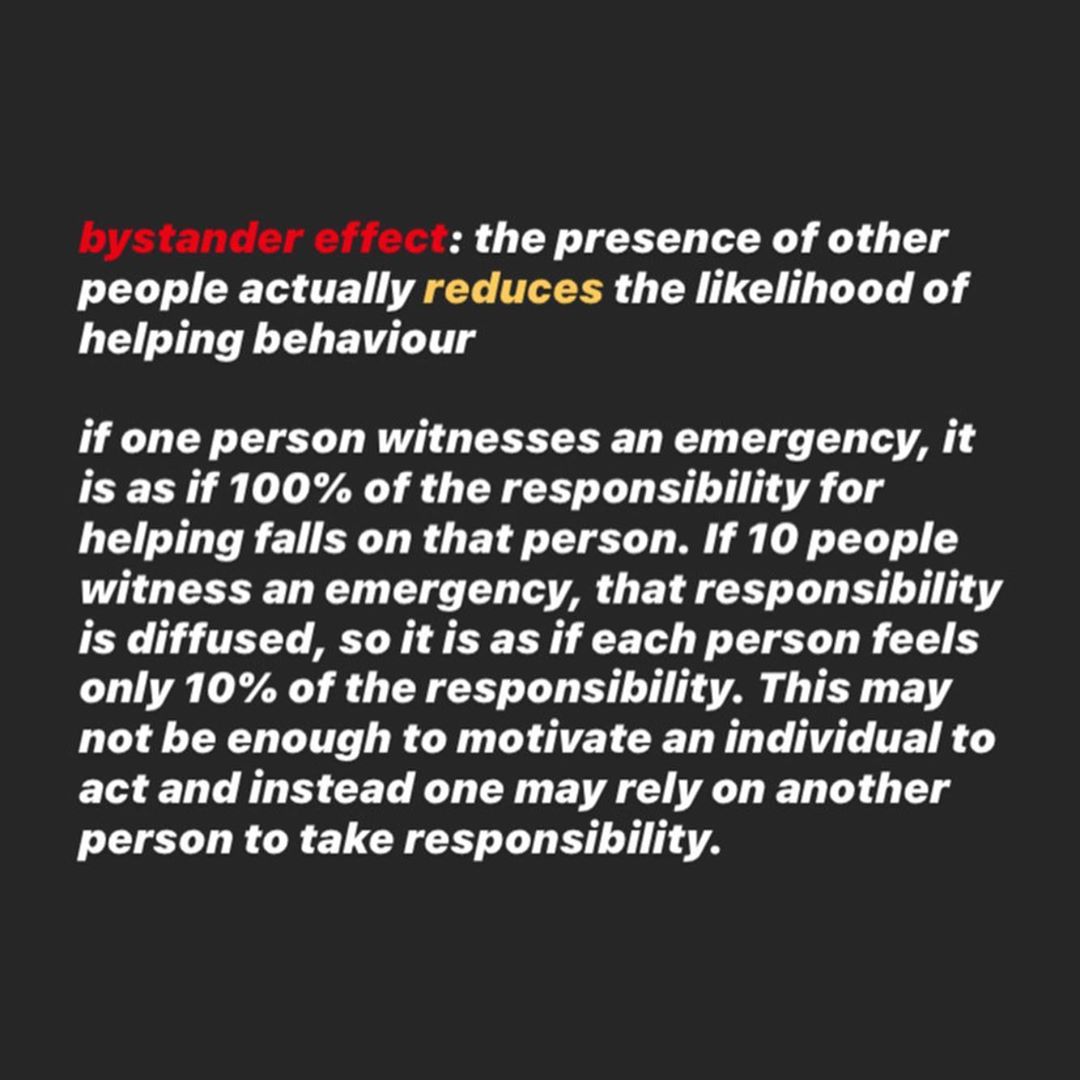 bystander effect: the presence of other
people actually reduces the likelihood of
helping behaviour
if one person witnesses an emergency, it
is as if 100% of the responsibility for
helping falls on that person. If 10 people
witness an emergency, that responsibility
is diffused, so it is as if each person feels
only 10% of the responsibility. This may
not be enough to motivate an individual to
act and instead one may rely on another
person to take responsibility.